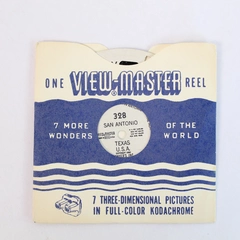 ONE VIEW-MASTER REEL
7 MORE WONDERS
OF THE WORLD
328
SAN ANTONIO
TEXAS
U.S.A.
7 THREE-DIMENSIONAL PICTURES
IN FULL-COLOR KODACHROME